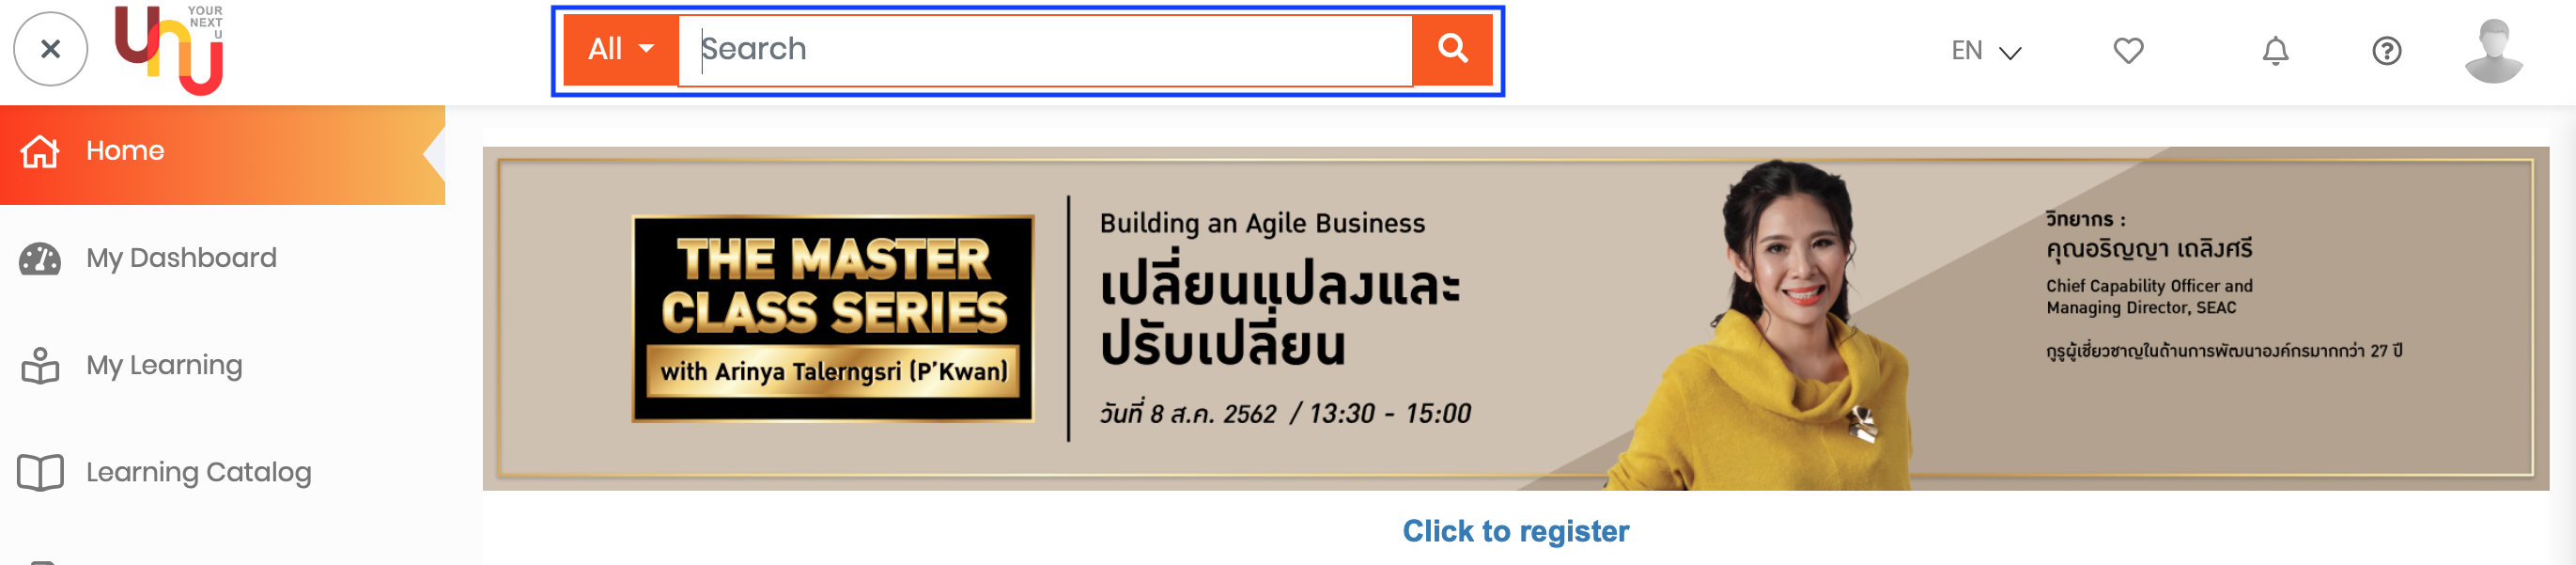 YOUR
NEXT
U
unu
All
Search
EN
Home
My Dashboard
My Learning
Learning Catalog
THE MASTER
CLASS SERIES
with Arinya Talerngsri (P'Kwan)
Building an Agile Business
เปลี่ยนแปลงและ
ปรับเปลี่ยน
วันที่ 8 ส.ค. 2562 / 13:30 - 15:00
วิทยากร :
คุณอริญญา เถลิงศรี
Chief Capability Officer and
Managing Director, SEAC
กูรูผู้เชี่ยวชาญในด้านการพัฒนาองค์กรมากกว่า 27 ปี
Click to register